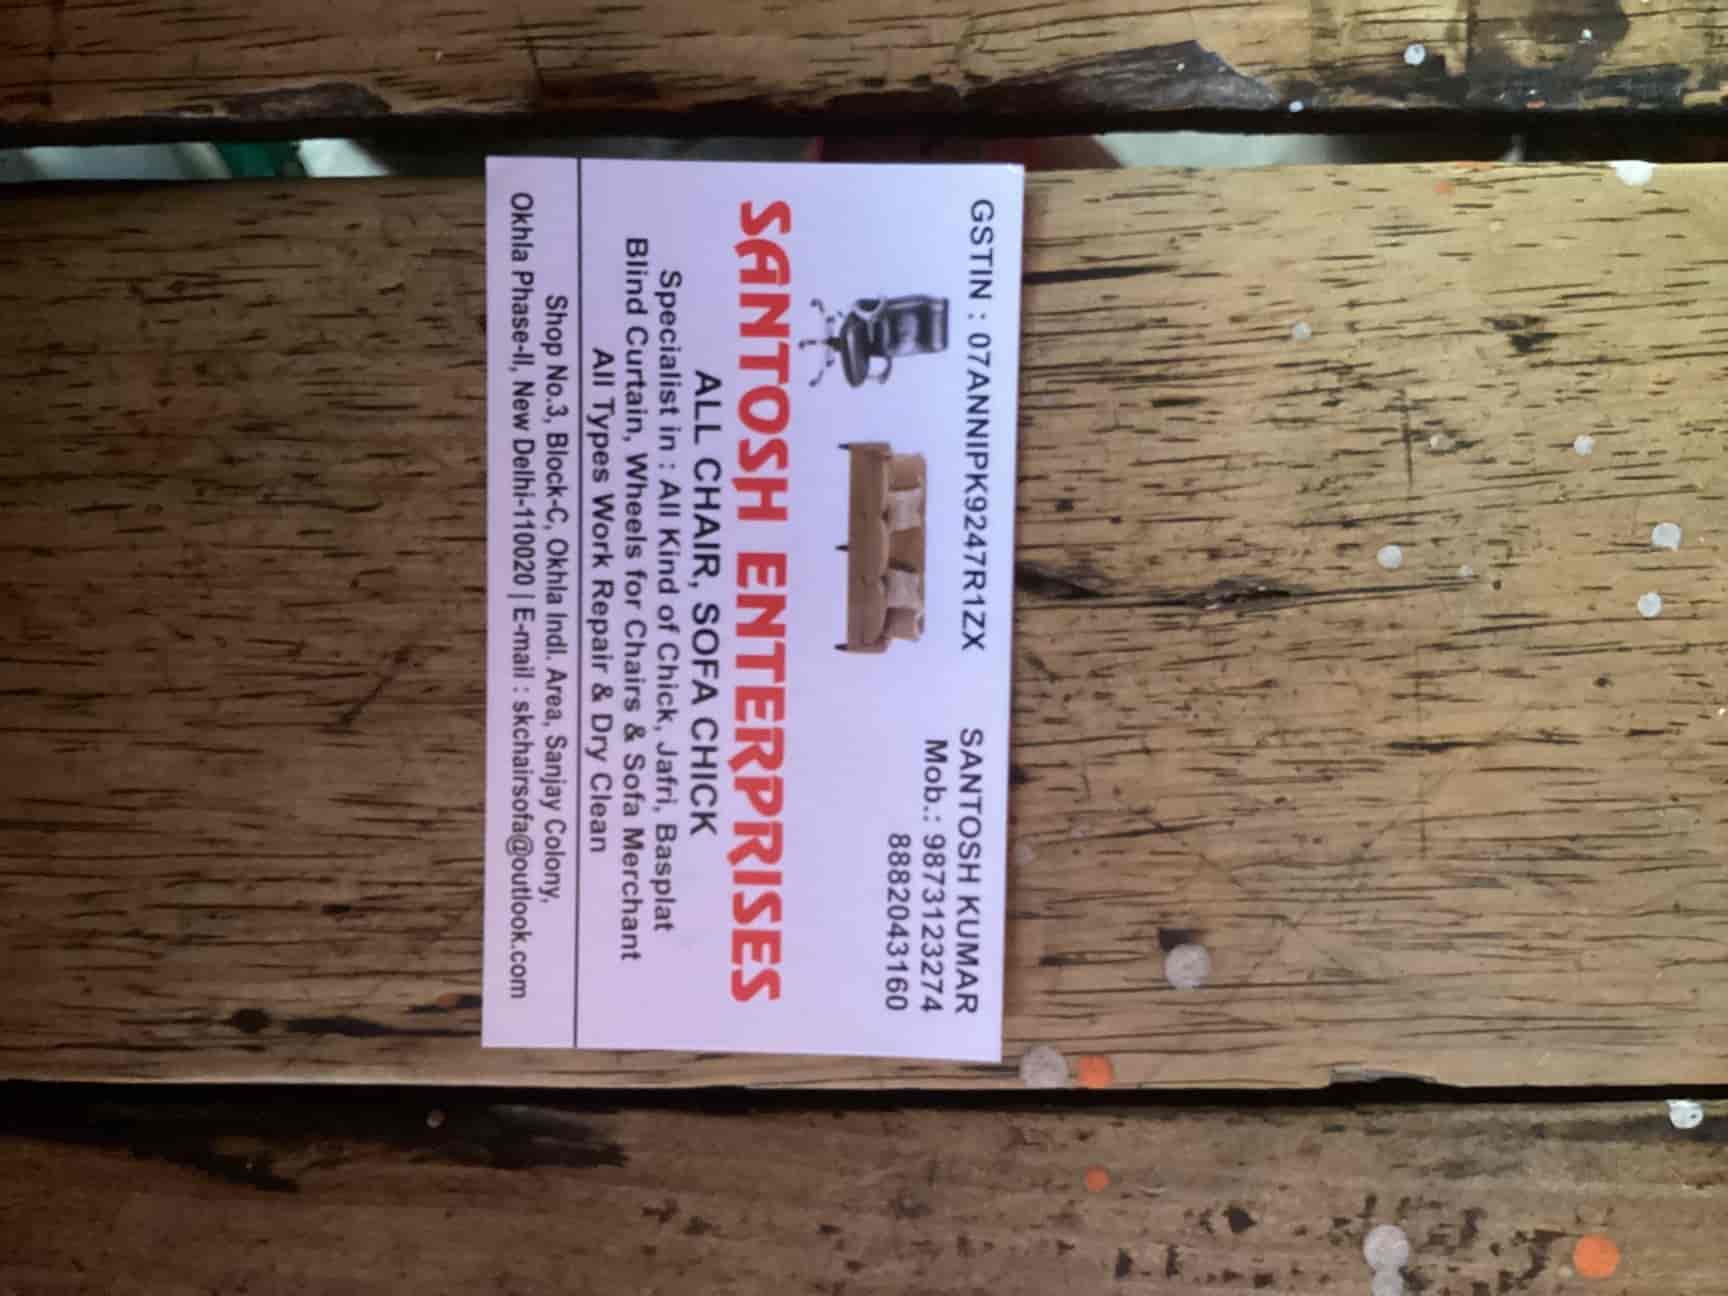 GSTIN : 07ANNIPK9247R1ZX
SANTOSH KUMAR
Mob.: 9873123274
8882043160
SANTOSH ENTERPRISES
ALL CHAIR, SOFA CHICK
Specialist in : All Kind of Chick, Jafri, Basplat
Blind Curtain, Wheels for Chairs & Sofa Merchant
All Types Work Repair & Dry Clean
Shop No.3, Block-C, Okhla Indl. Area, Sanjay Colony,
Okhla Phase-II, New Delhi-110020 | E-mail : skchairsofa@outlook.com